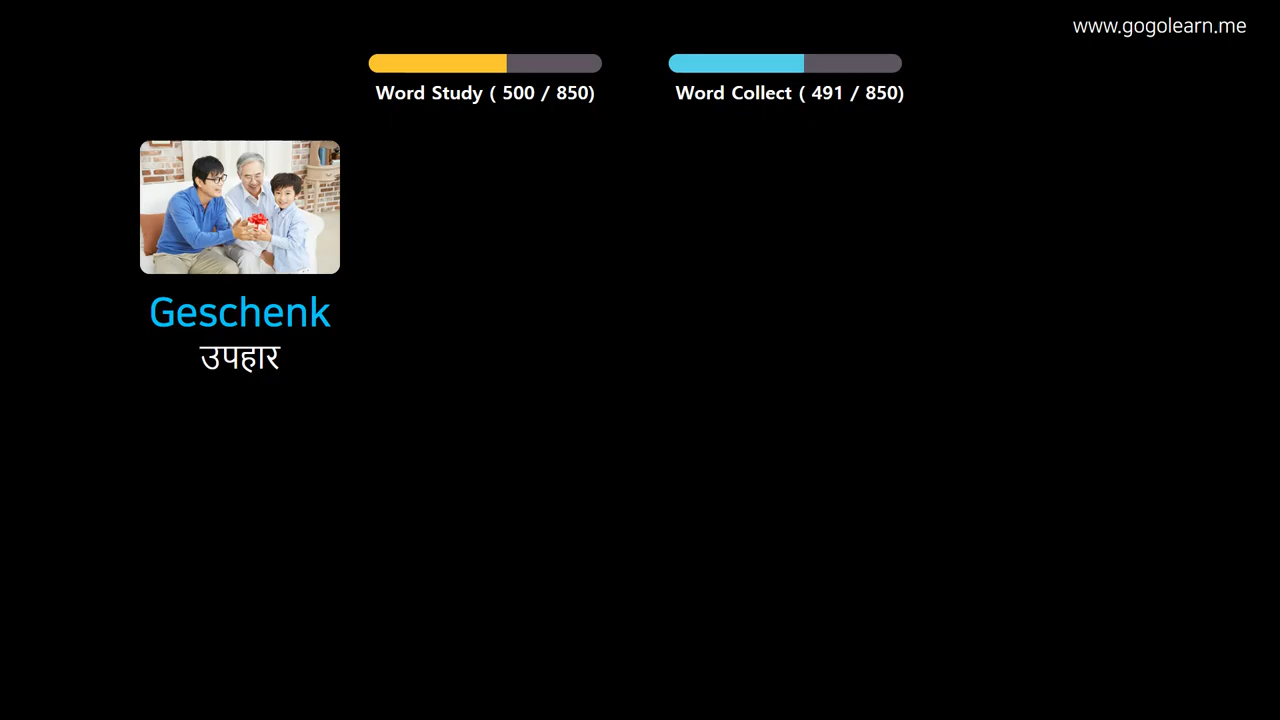 www.gogolearn.me
Word Study ( 500 / 850)
Word Collect ( 491 / 850)
Geschenk
उपहार